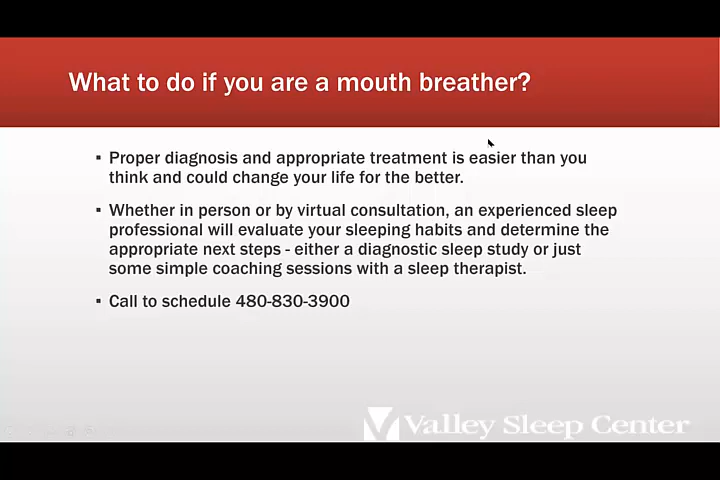 What to do if you are a mouth breather?
▪ Proper diagnosis and appropriate treatment is easier than you
think and could change your life for the better.
▪ Whether in person or by virtual consultation, an experienced sleep
professional will evaluate your sleeping habits and determine the
appropriate next steps - either a diagnostic sleep study or just
some simple coaching sessions with a sleep therapist.
▪ Call to schedule 480-830-3900
Valley Sleep Center